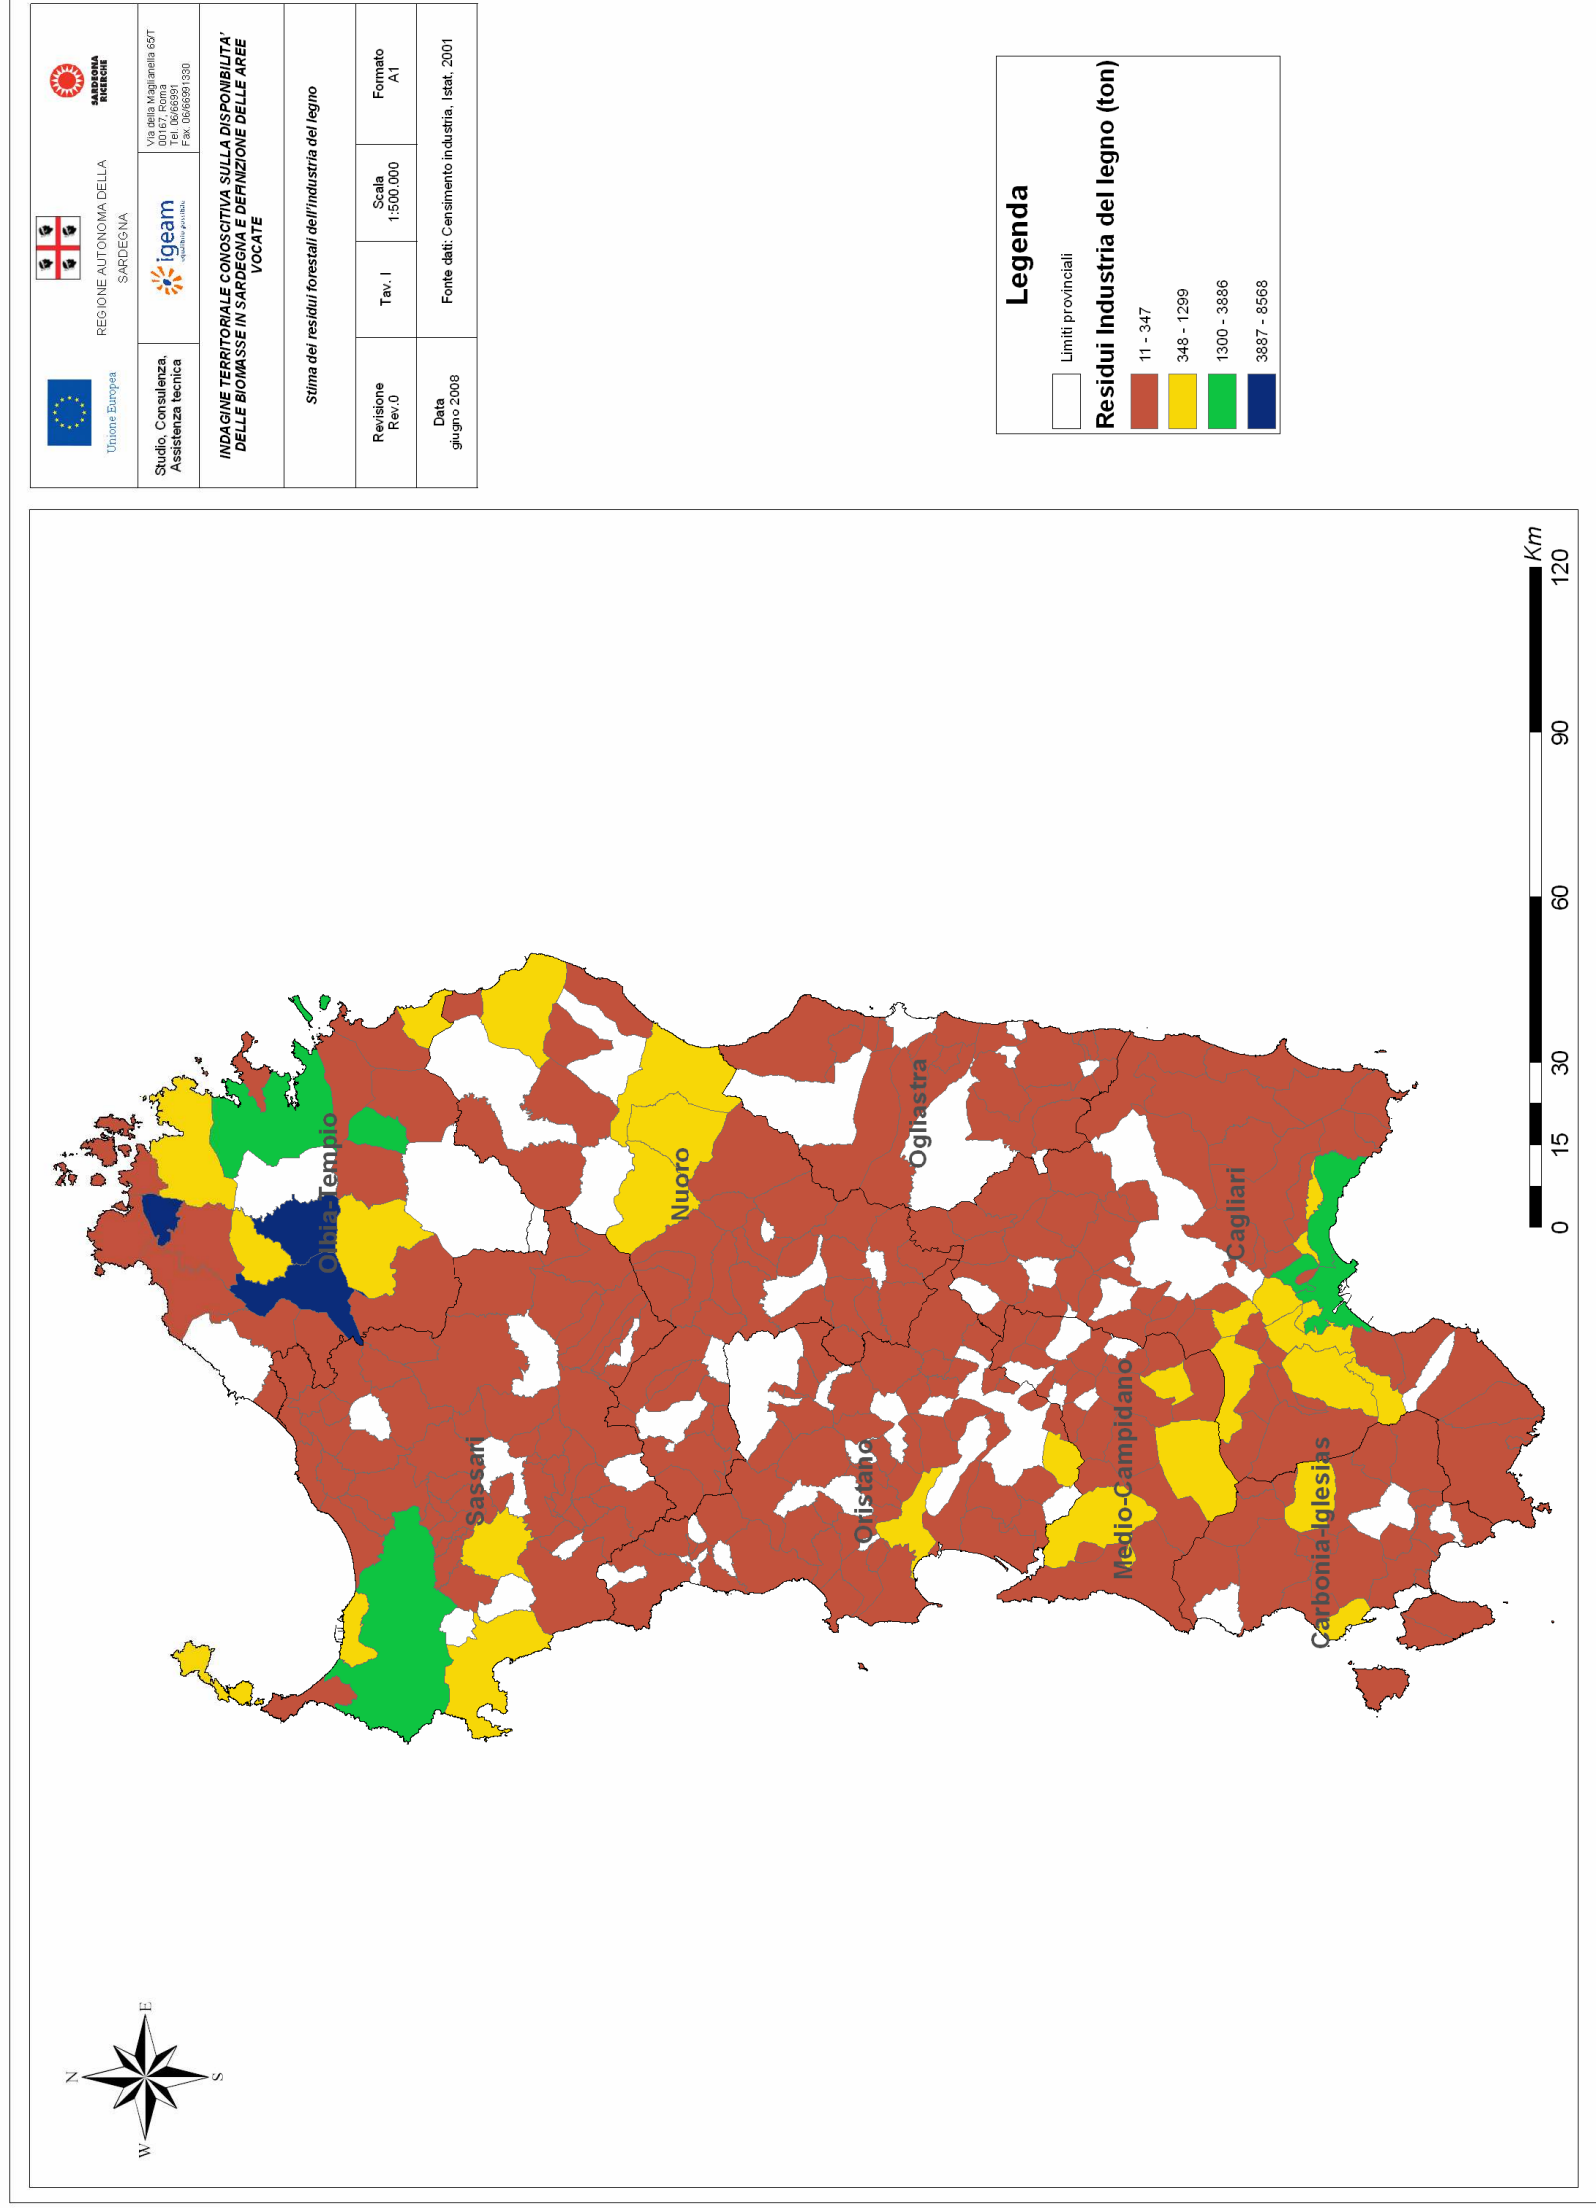 Unione Europea
REGIONE AUTONOMA DELLA
SARDEGNA
SARDEGNA
RICERCHE
Studio, Consulenza,
Assistenza tecnica
igeam
Via della Maglianella 65/T
00167, Roma
Tel. 06/66991
Fax. 06/66991330
INDAGINE TERRITORIALE CONOSCITIVA SULLA DISPONIBILITA'
DELLE BIOMASSE IN SARDEGNA E DEFINIZIONE DELLE AREE
VOCATE
Stima dei residui forestali dell'industria del legno
Revisione
Rev.0
Tav. I
Scala
1:500.000
Formato
A1
Data
giugno 2008
Fonte dati: Censimento industria, Istat, 2001
Legenda
Limiti provinciali
Residui Industria del legno (ton)
11 - 347
348 - 1299
1300 - 3886
3887 - 8568
N
W
E
S
Olbia-Tempio
Sassari
Nuoro
Oristano
Ogliastra
Medio-Campidano
Cagliari
Carbonia-Iglesias
Km
0
15
30
60
90
120